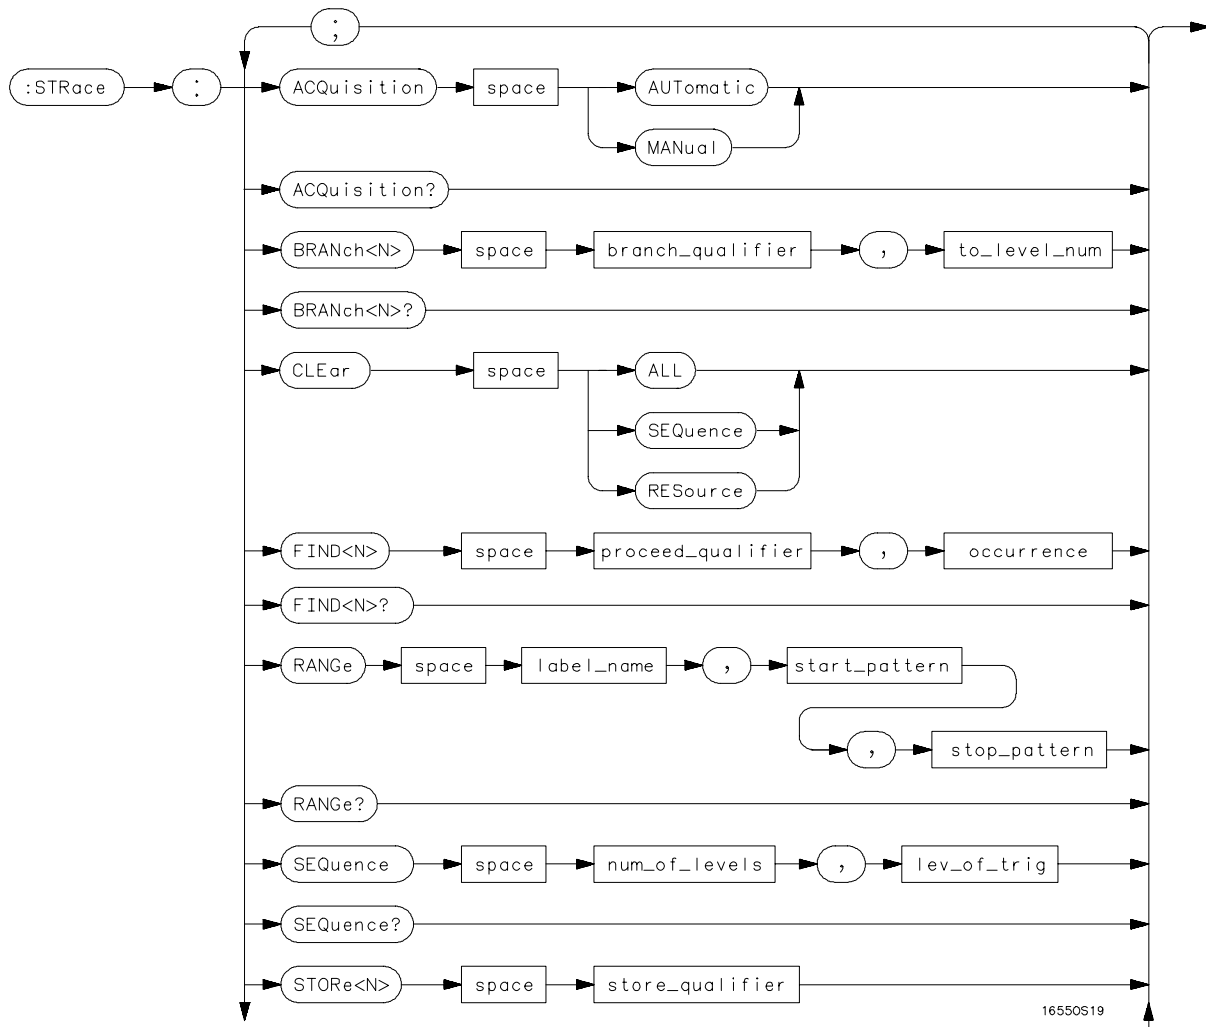 ;
:STRace : ACQuisition space AUTomatic
MANual
ACQuisition?
BRANch<N> space branch_qualifier , to_level_num
BRANch<N>?
CLEar space ALL
SEQuence
RESource
FIND<N> space proceed_qualifier , occurrence
FIND<N>?
RANGe space label_name , start_pattern
, stop_pattern
RANGe?
SEQuence space num_of_levels , lev_of_trig
SEQuence?
STORe<N> space store_qualifier
16550S19